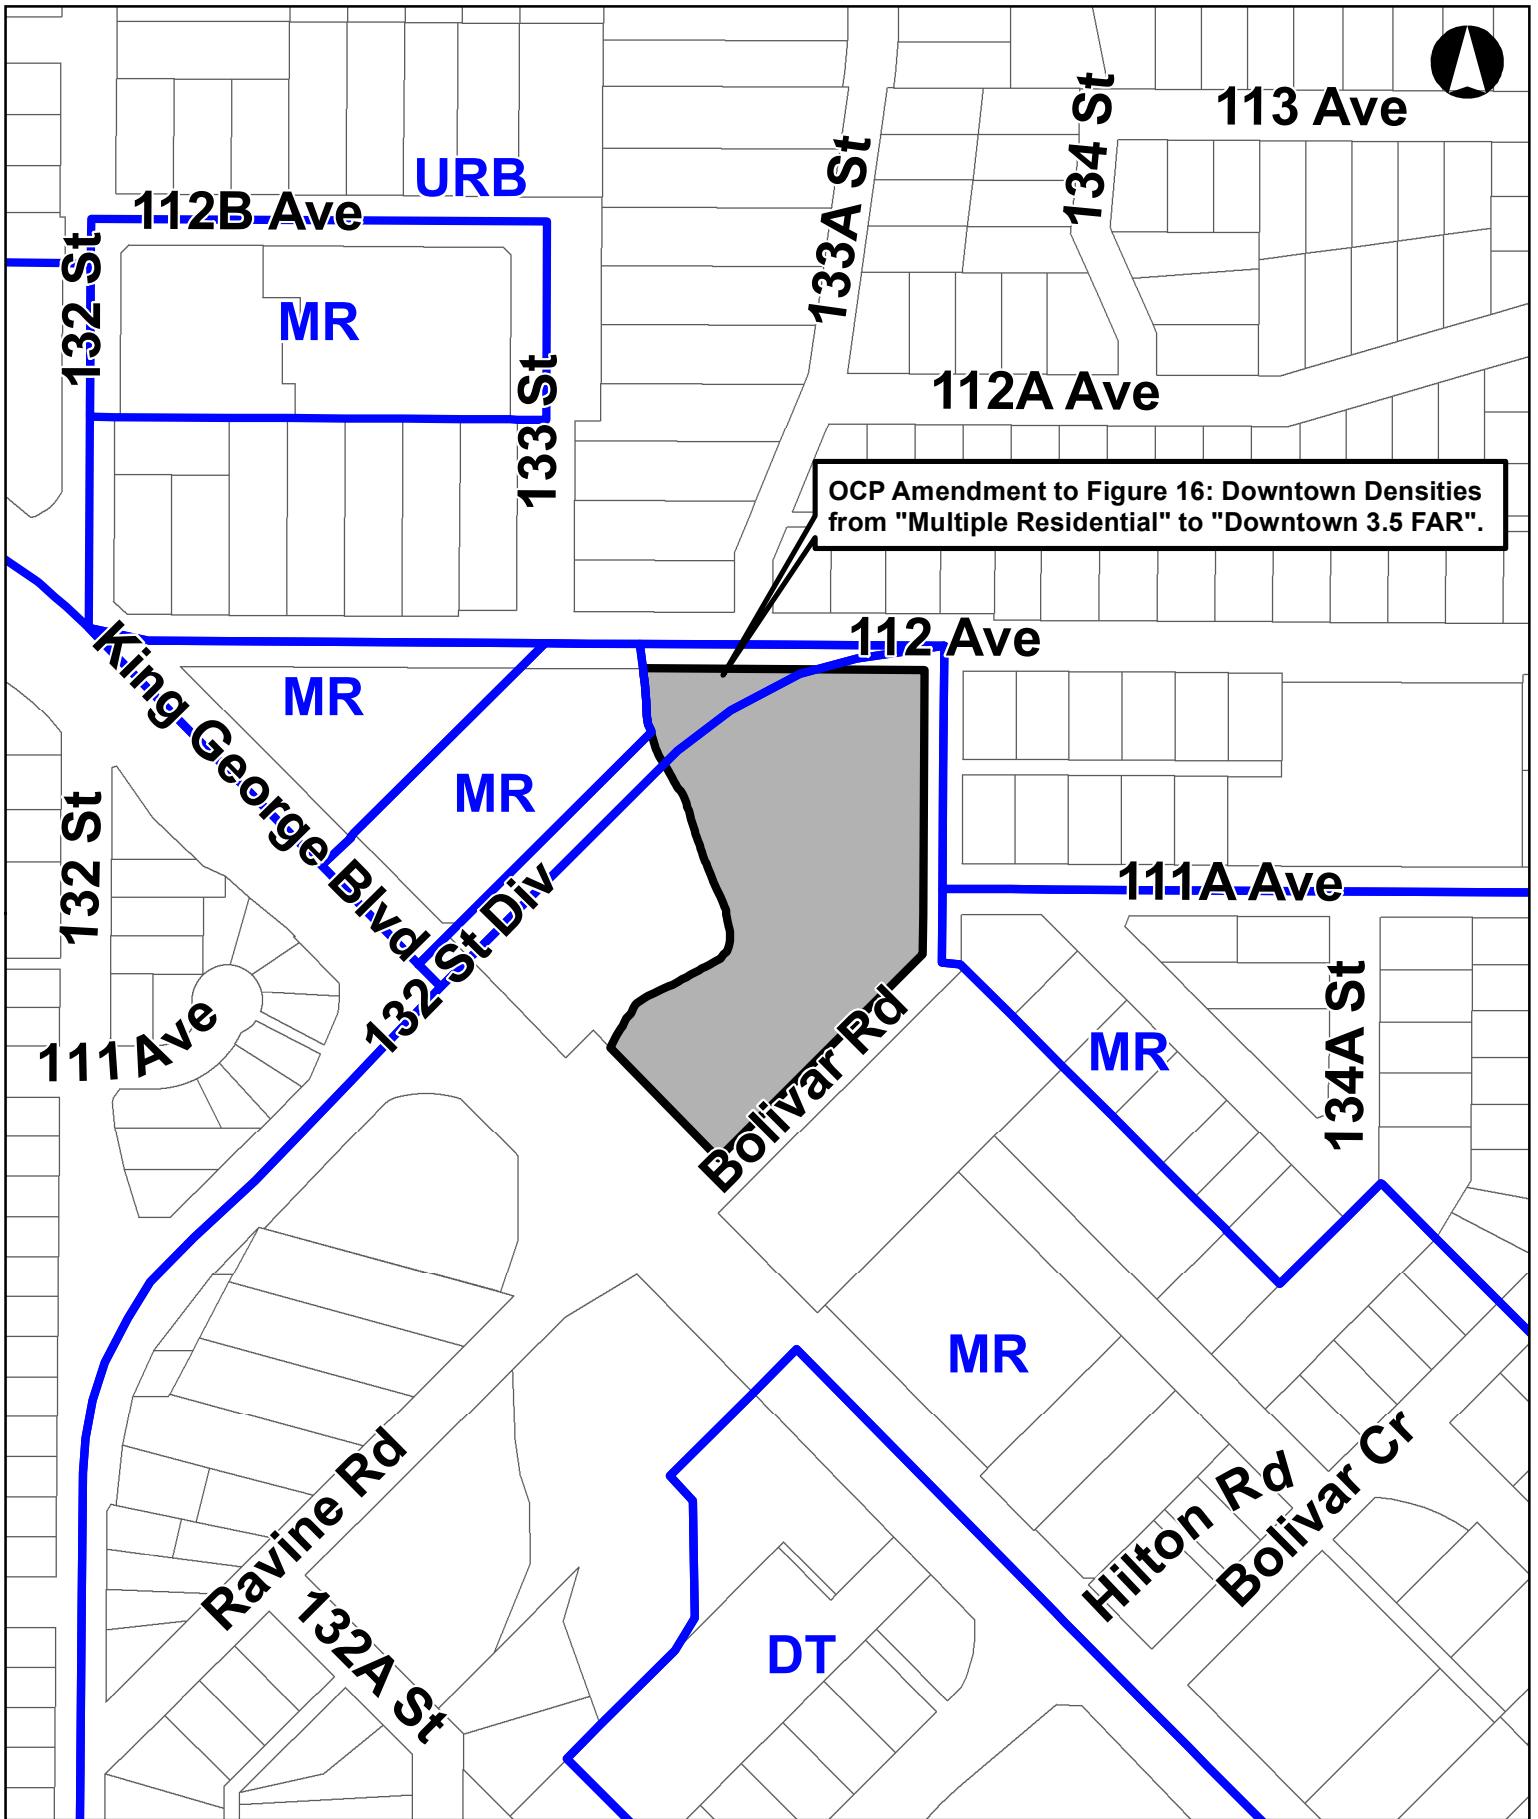 113 Ave
134 St
133A St
URB
112B Ave
132 St
MR
133 St
112A Ave
OCP Amendment to Figure 16: Downtown Densities
from "Multiple Residential" to "Downtown 3.5 FAR".
112 Ave
King George Blvd
MR
MR
132 St
111A Ave
132 St Div
111 Ave
Bolivar Rd
MR
134A St
MR
Ravine Rd
Hilton Rd
Bolivar Cr
132A St
DT